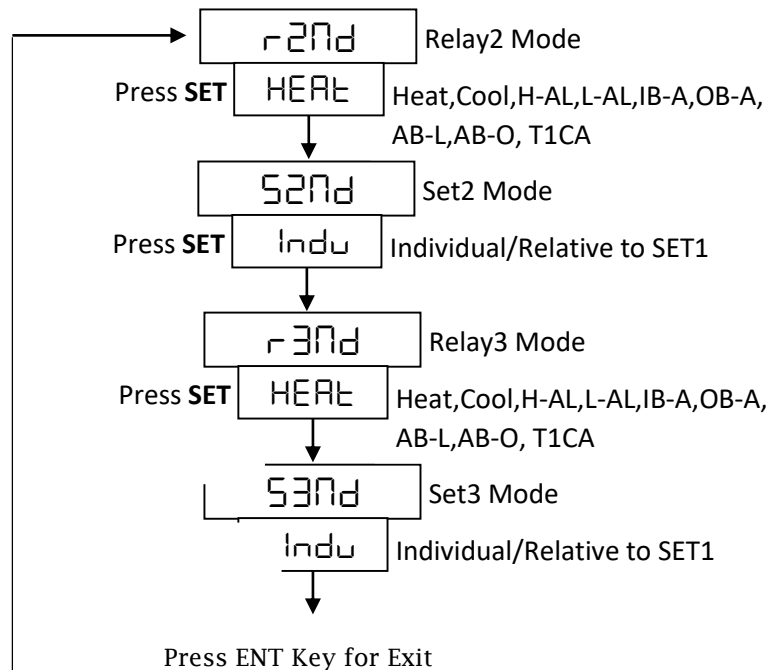 r2Md Relay2 Mode
Press SET HEAt Heat,Cool,H-AL,L-AL,IB-A,OB-A,
AB-L,AB-O, T1CA
S2Md Set2 Mode
Press SET Indu Individual/Relative to SET1
r3Md Relay3 Mode
Press SET HEAt Heat,Cool,H-AL,L-AL,IB-A,OB-A,
AB-L,AB-O, T1CA
S3Md Set3 Mode
Indu Individual/Relative to SET1
Press ENT Key for Exit